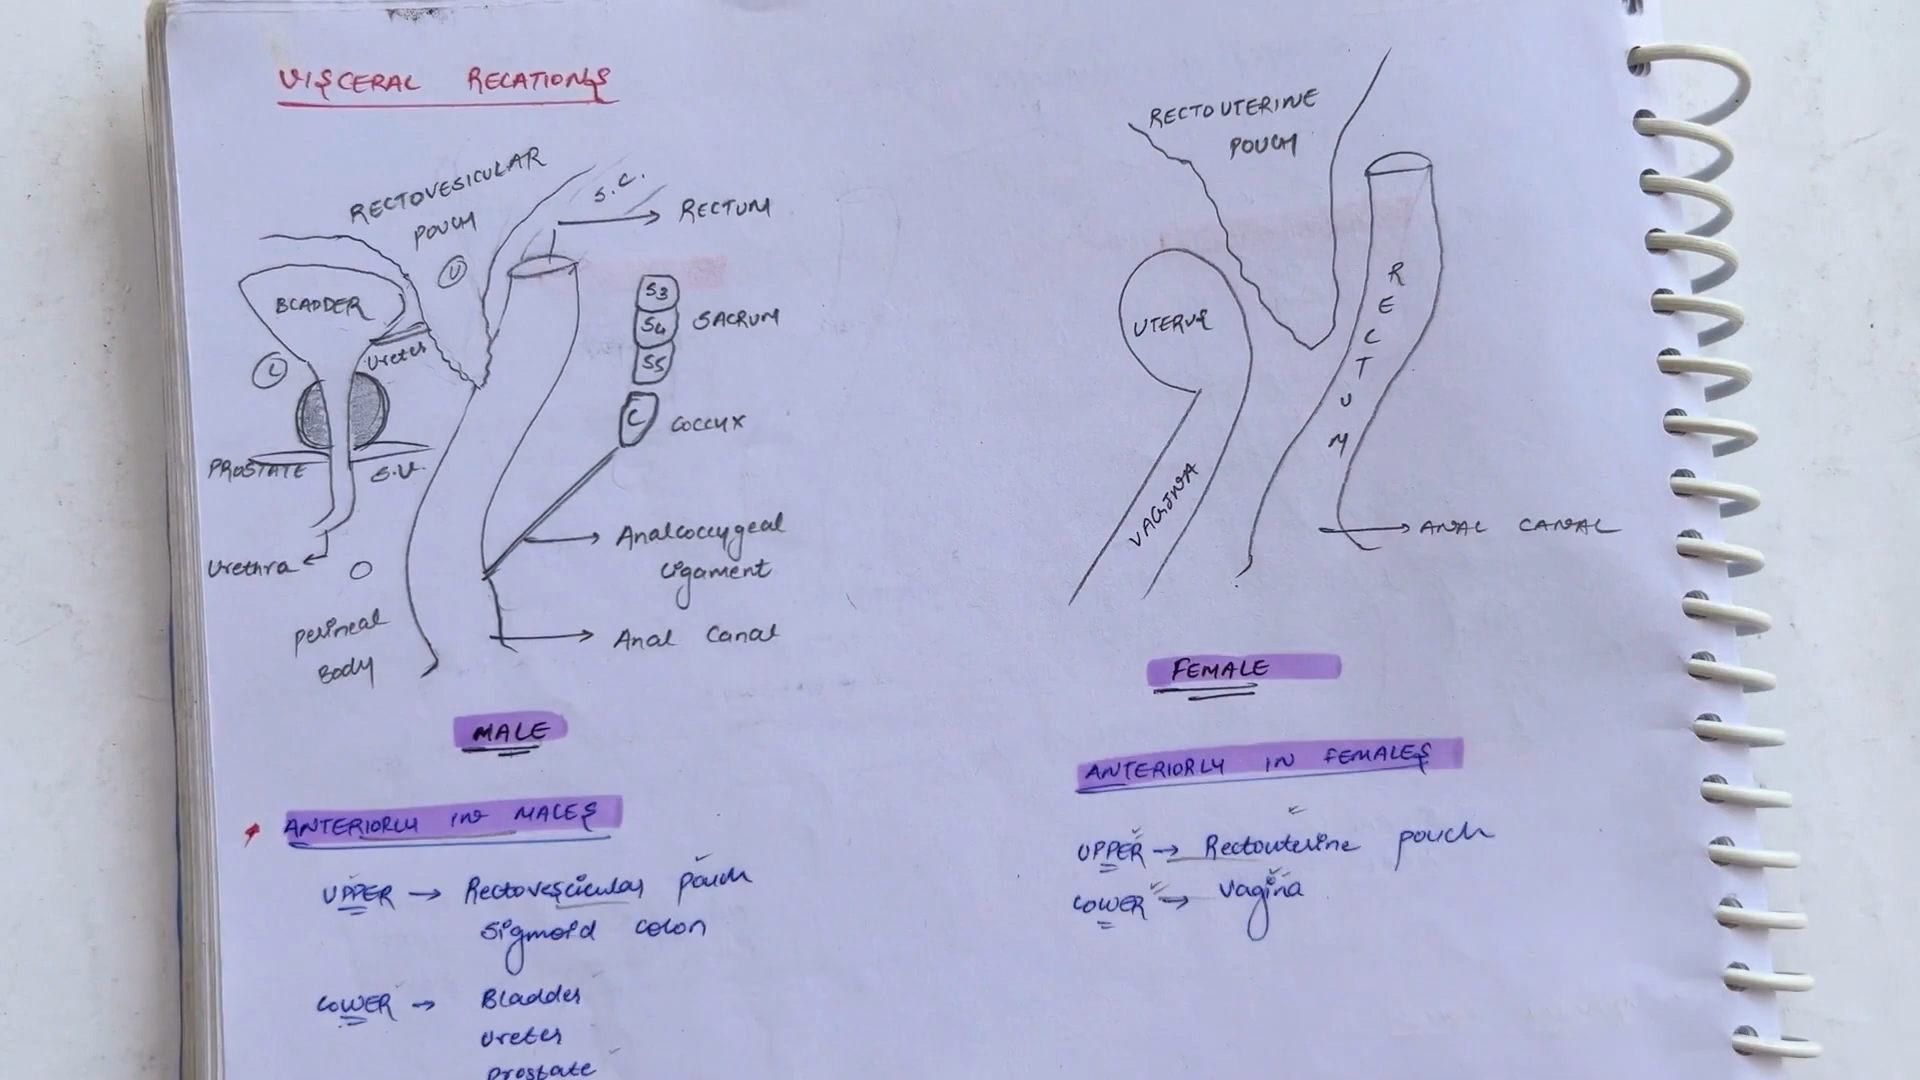 VISCERAL RELATIONS
RECTOVESICULAR
POUCH
U
S.C.
RECTUM
BLADDER
Ureter
L
S3
S4
S5
SACRUM
C
COCCYX
PROSTATE
S.V.
Urethra
Perineal
Body
Analcoccygeal
Ligament
Anal Canal
MALE
ANTERIORLY IN MALES
UPPER → Rectovescicular pouch
Sigmoid colon
LOWER → Bladder
Ureter
Prostate
RECTOUTERINE
POUCH
UTERUS
RECTUM
VAGINA
ANAL CANAL
FEMALE
ANTERIORLY IN FEMALES
UPPER → Rectouterine pouch
LOWER → Vagina